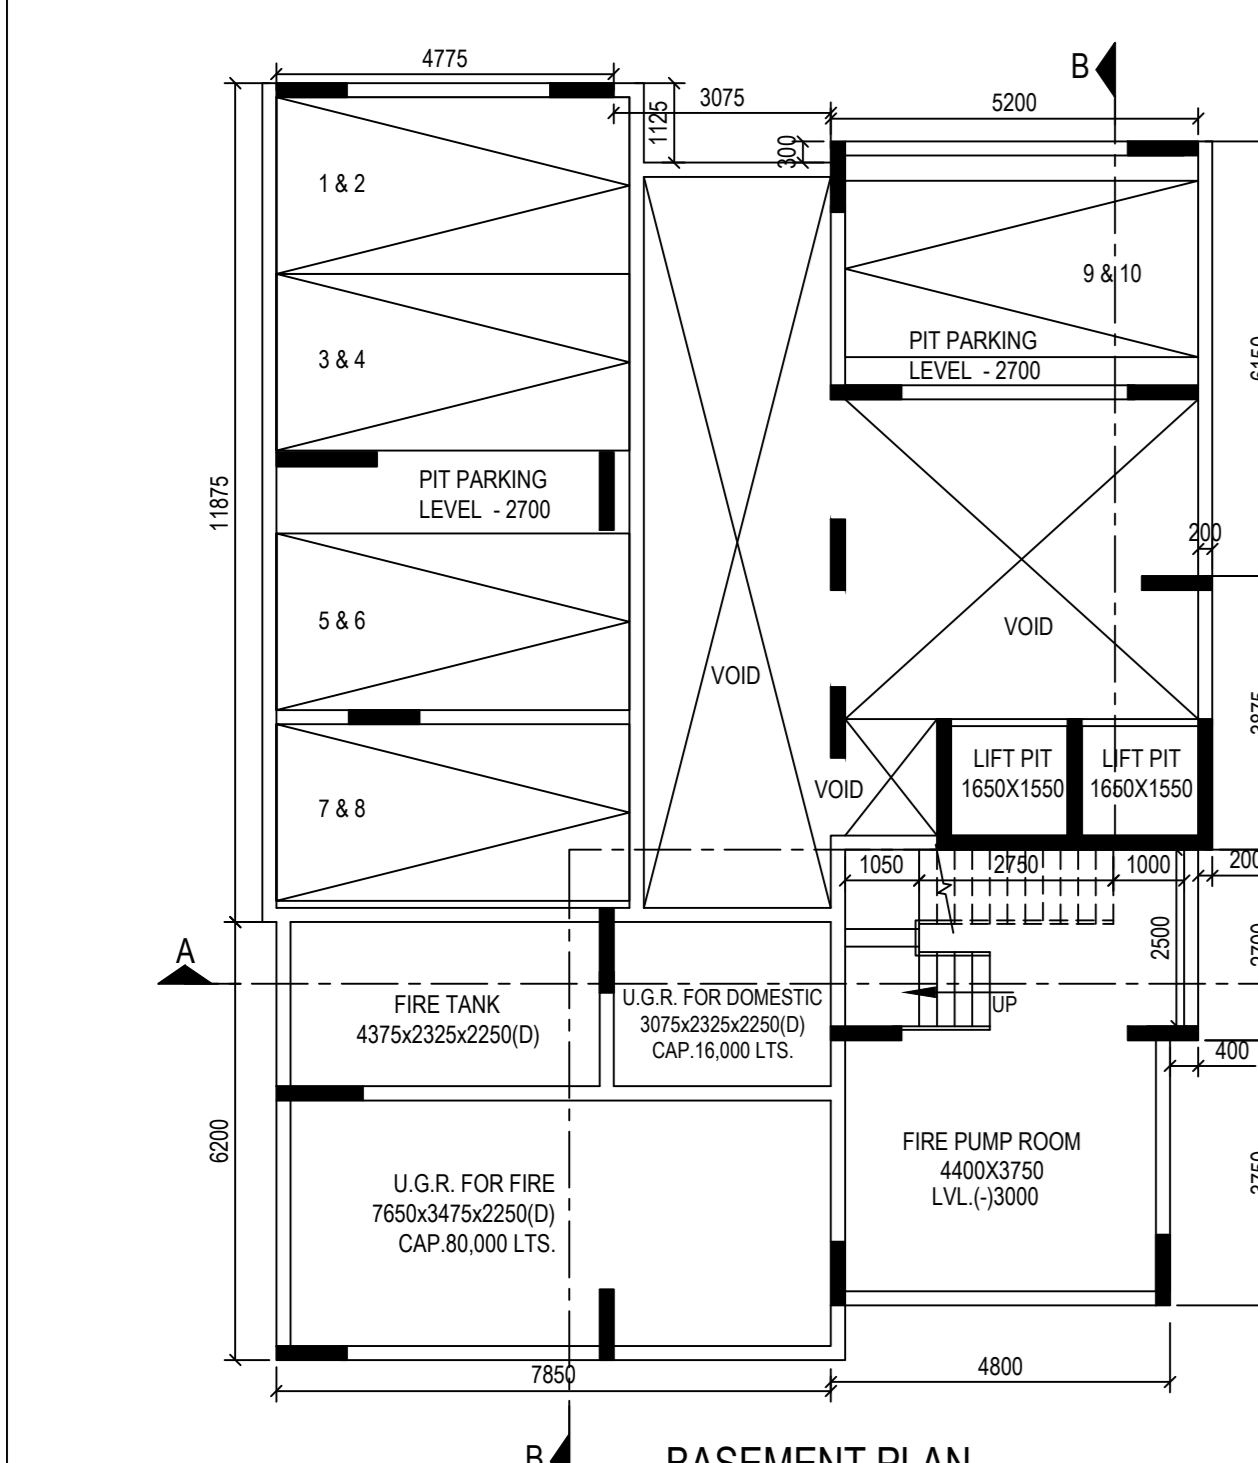 B
4775
3075
5200
1125
300
1 & 2
9 & 10
3 & 4
PIT PARKING
LEVEL - 2700
6150
PIT PARKING
LEVEL - 2700
11875
200
5 & 6
VOID
VOID
3875
LIFT PIT
1650X1550
LIFT PIT
1650X1550
VOID
7 & 8
1050
2750
1000
200
2500
2700
A
FIRE TANK
4375x2325x2250(D)
U.G.R. FOR DOMESTIC
3075x2325x2250(D)
CAP.16,000 LTS.
UP
400
6200
FIRE PUMP ROOM
4400X3750
LVL.(-)3000
U.G.R. FOR FIRE
7650x3475x2250(D)
CAP.80,000 LTS.
7850
4800
B
BASEMENT PLAN